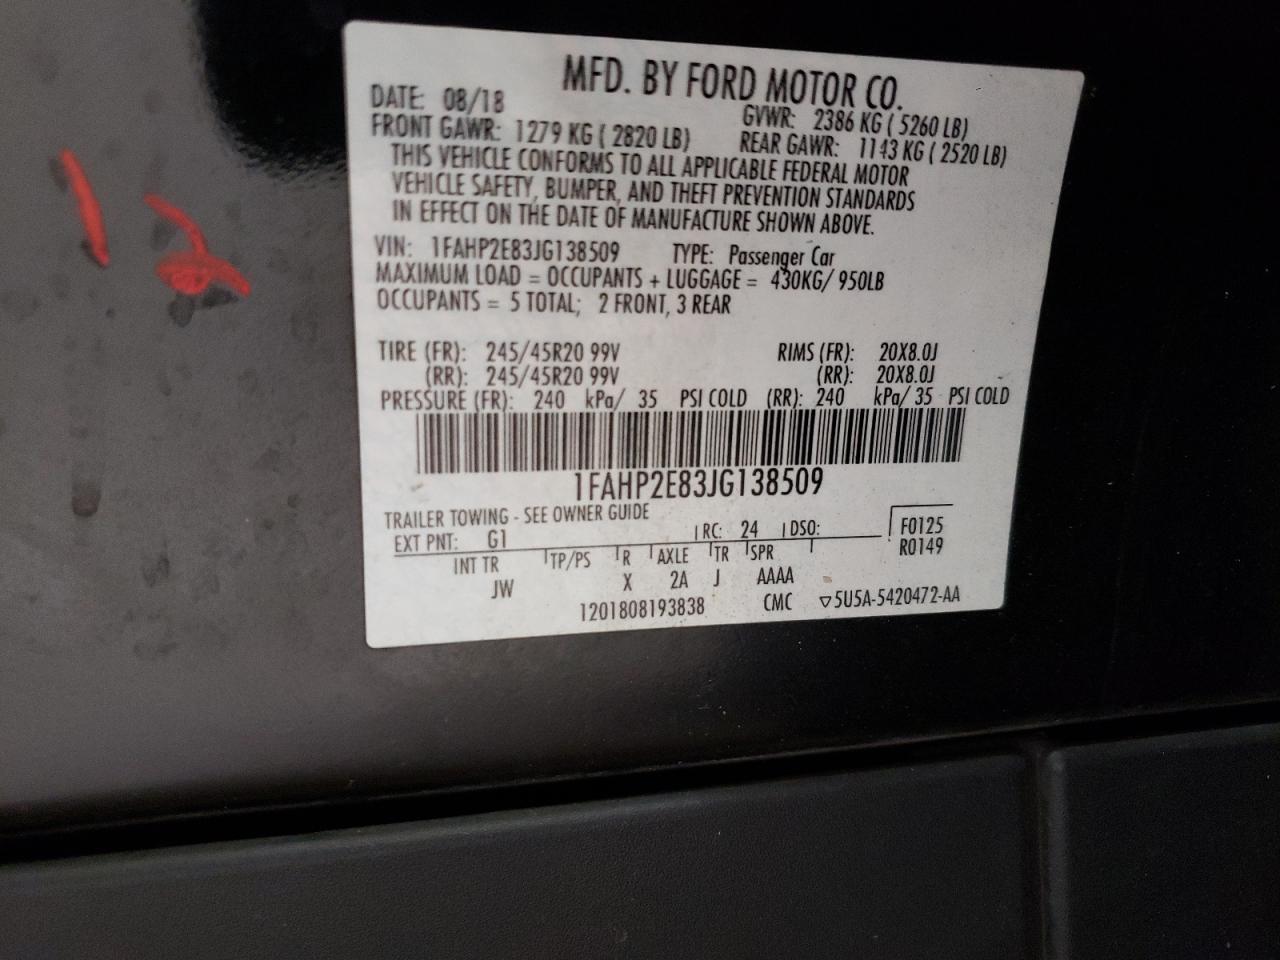 12
MFD. BY FORD MOTOR CO.
DATE: 08/18 GVWR: 2386 KG ( 5260 LB)
FRONT GAWR: 1279 KG ( 2820 LB) REAR GAWR: 1143 KG ( 2520 LB)
THIS VEHICLE CONFORMS TO ALL APPLICABLE FEDERAL MOTOR
VEHICLE SAFETY, BUMPER, AND THEFT PREVENTION STANDARDS
IN EFFECT ON THE DATE OF MANUFACTURE SHOWN ABOVE.
VIN: 1FAHP2E83JG138509 TYPE: Passenger Car
MAXIMUM LOAD = OCCUPANTS + LUGGAGE = 430KG/ 950LB
OCCUPANTS = 5 TOTAL; 2 FRONT, 3 REAR
TIRE (FR): 245/45R20 99V RIMS (FR): 20X8.0J
(RR): 245/45R20 99V (RR): 20X8.0J
PRESSURE (FR): 240 kPa/ 35 PSI COLD (RR): 240 kPa/ 35 PSI COLD
1FAHP2E83JG138509
TRAILER TOWING - SEE OWNER GUIDE
EXT PNT: G1 RC: 24 DSO: F0125
INT TR TP/PS R AXLE TR SPR R0149
JW X 2A J AAAA
1201808193838 CMC ▽5U5A-5420472-AA